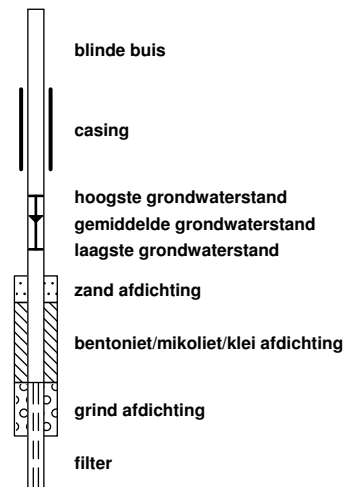 blinde buis
casing
hoogste grondwaterstand
gemiddelde grondwaterstand
laagste grondwaterstand
zand afdichting
bentoniet/mikoliet/klei afdichting
grind afdichting
filter